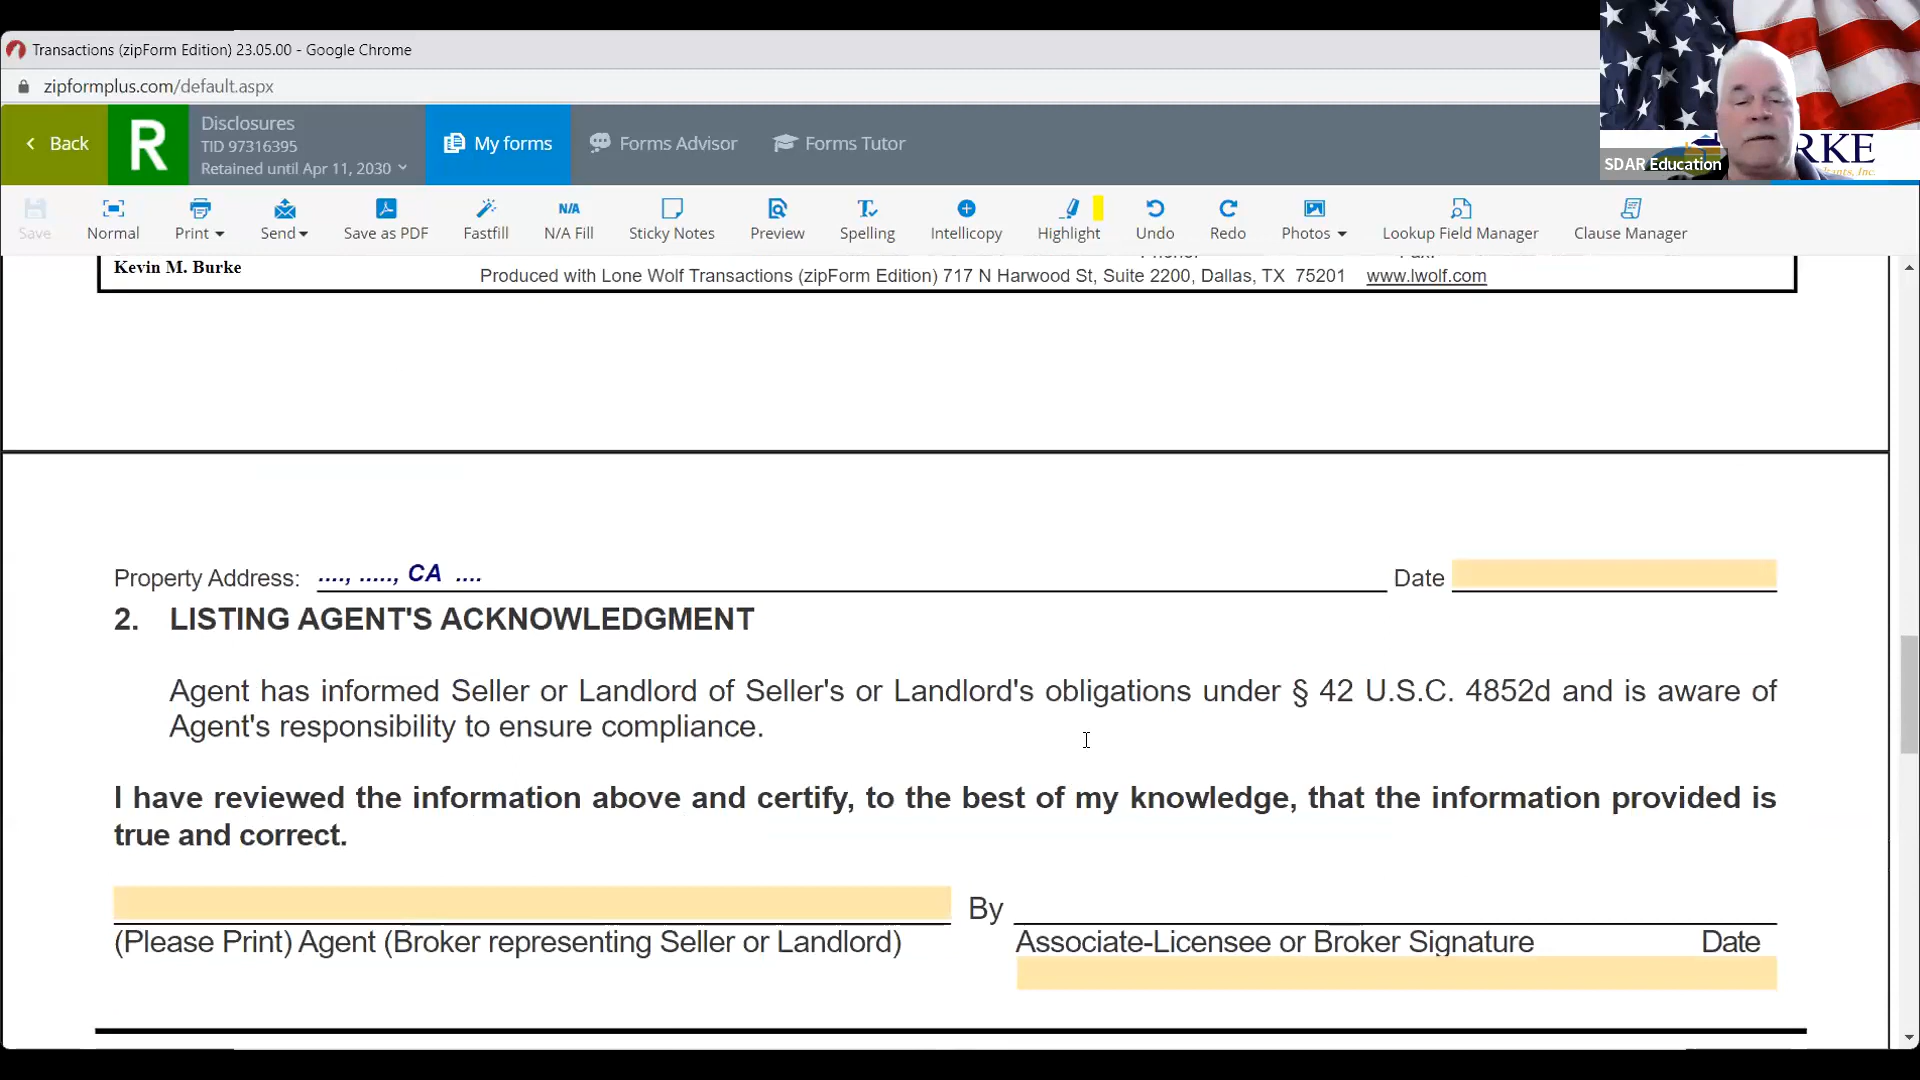 Transactions (zipForm Edition) 23.05.00 - Google Chrome
zipformplus.com/default.aspx
Back
R
Disclosures
TID 97316395
Retained until Apr 11, 2030
My forms
Forms Advisor
Forms Tutor
RKE
SDAR Education
Save
Normal
Print
Send
Save as PDF
Fastfill
N/A
N/A Fill
Sticky Notes
Preview
Spelling
Intellicopy
Highlight
Undo
Redo
Photos
Lookup Field Manager
Clause Manager
Kevin M. Burke
Produced with Lone Wolf Transactions (zipForm Edition) 717 N Harwood St, Suite 2200, Dallas, TX 75201 www.lwolf.com
Property Address: ...., ....., CA .... Date
2. LISTING AGENT'S ACKNOWLEDGMENT
Agent has informed Seller or Landlord of Seller's or Landlord's obligations under § 42 U.S.C. 4852d and is aware of
Agent's responsibility to ensure compliance.
I have reviewed the information above and certify, to the best of my knowledge, that the information provided is
true and correct.
By
(Please Print) Agent (Broker representing Seller or Landlord)
Associate-Licensee or Broker Signature Date